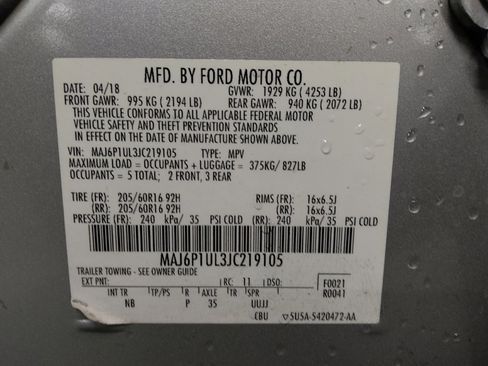 MFD. BY FORD MOTOR CO.
DATE: 04/18 GVWR: 1929 KG ( 4253 LB)
FRONT GAWR: 995 KG ( 2194 LB) REAR GAWR: 940 KG ( 2072 LB)
THIS VEHICLE CONFORMS TO ALL APPLICABLE FEDERAL MOTOR
VEHICLE SAFETY AND THEFT PREVENTION STANDARDS
IN EFFECT ON THE DATE OF MANUFACTURE SHOWN ABOVE.
VIN: MAJ6P1UL3JC219105 TYPE: MPV
MAXIMUM LOAD = OCCUPANTS + LUGGAGE = 375KG/ 827LB
OCCUPANTS = 5 TOTAL; 2 FRONT, 3 REAR
TIRE (FR): 205/60R16 92H RIMS (FR): 16x6.5J
(RR): 205/60R16 92H (RR): 16x6.5J
PRESSURE (FR): 240 kPa/ 35 PSI COLD (RR): 240 kPa/ 35 PSI COLD
MAJ6P1UL3JC219105
TRAILER TOWING - SEE OWNER GUIDE
EXT PNT: RC: 11 DSO: F0021
R0041
INT TR TP/PS R AXLE TR SPR
NB P 35 UUJJ
CBU 5U5A-5420472-AA